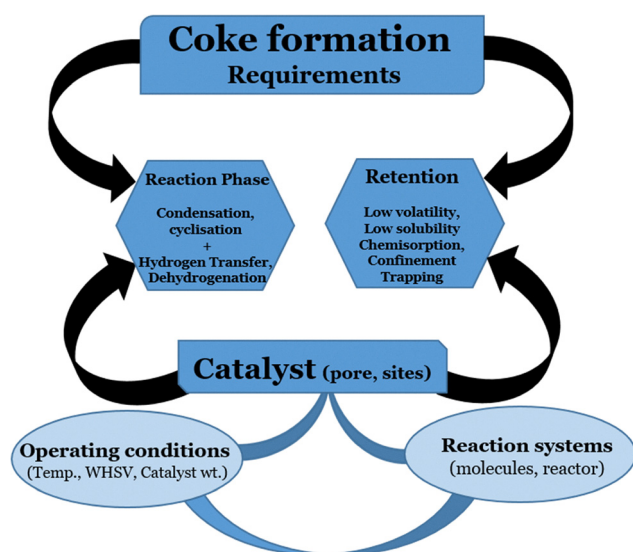 Coke formation
Requirements
Reaction Phase
Condensation,
cyclisation
+
Hydrogen Transfer,
Dehydrogenation
Retention
Low volatility,
Low solubility
Chemisorption,
Confinement
Trapping
Catalyst (pore, sites)
Operating conditions
(Temp., WHSV, Catalyst wt.)
Reaction systems
(molecules, reactor)